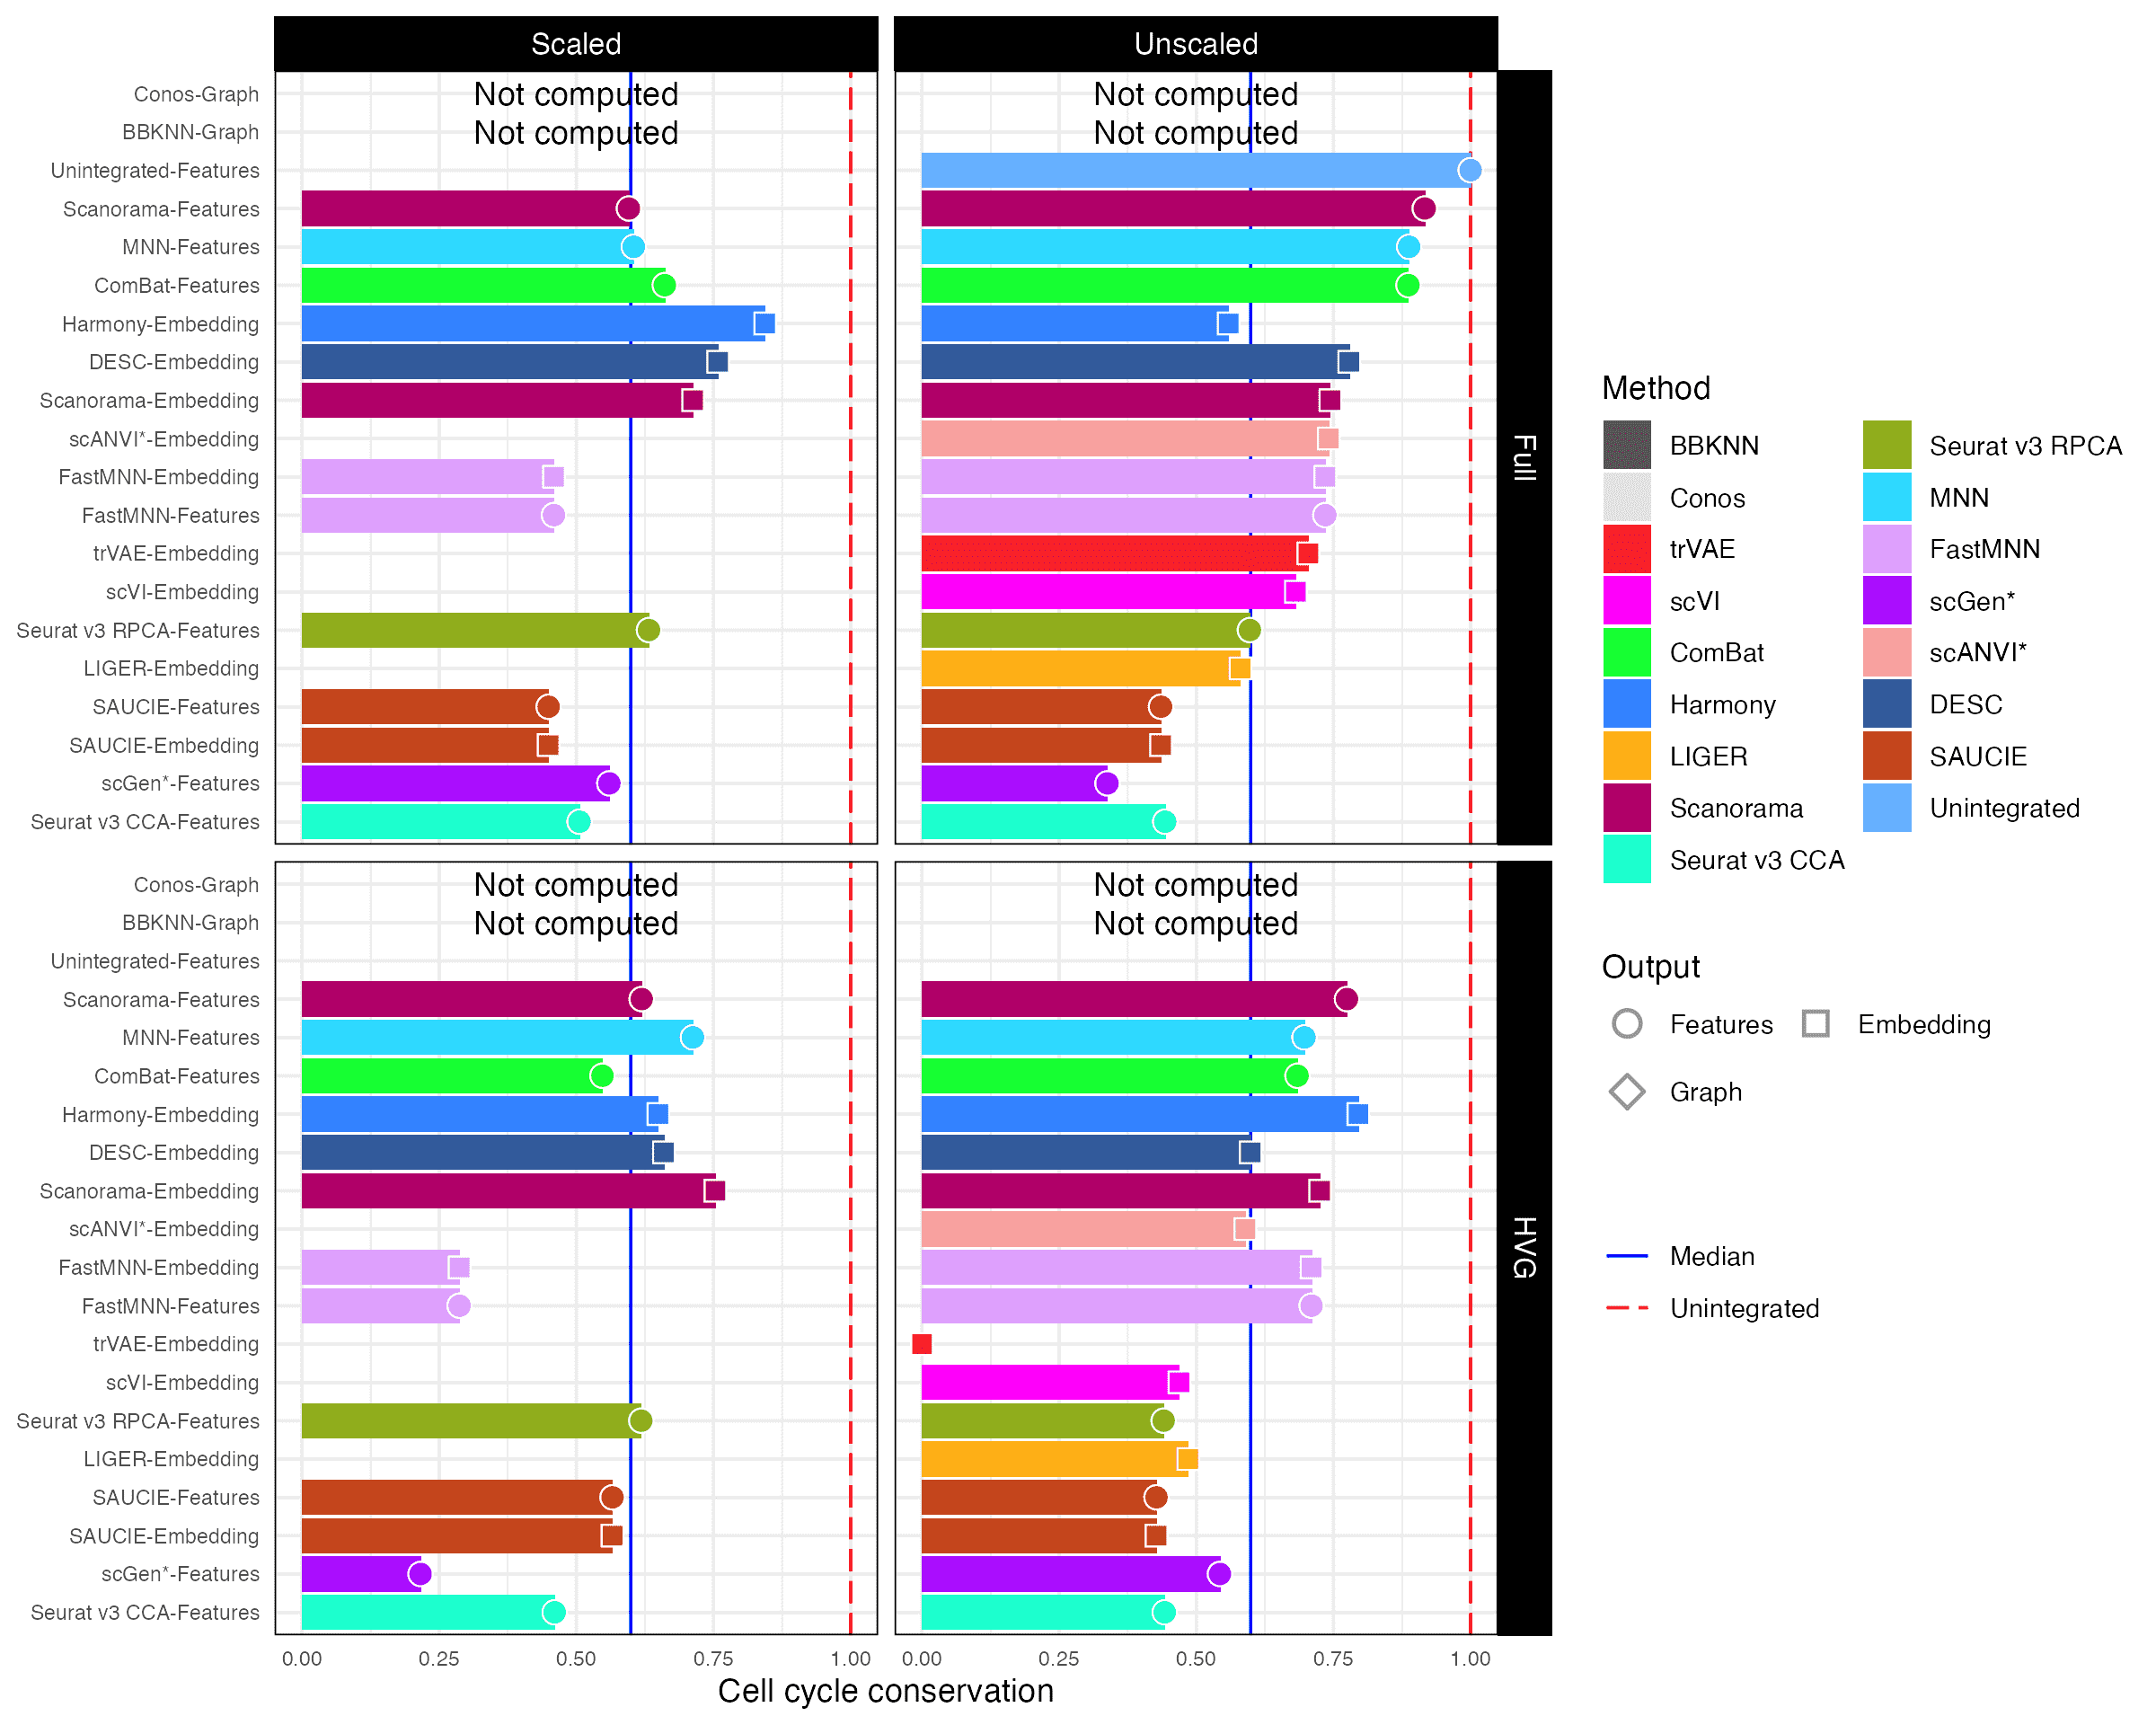 Scaled
Unscaled
Conos-Graph
BBKNN-Graph
Unintegrated-Features
Scanorama-Features
MNN-Features
ComBat-Features
Harmony-Embedding
DESC-Embedding
Scanorama-Embedding
scANVI*-Embedding
FastMNN-Embedding
FastMNN-Features
trVAE-Embedding
scVI-Embedding
Seurat v3 RPCA-Features
LIGER-Embedding
SAUCIE-Features
SAUCIE-Embedding
scGen*-Features
Seurat v3 CCA-Features
Not computed
Not computed
Not computed
Not computed
Full
Conos-Graph
BBKNN-Graph
Unintegrated-Features
Scanorama-Features
MNN-Features
ComBat-Features
Harmony-Embedding
DESC-Embedding
Scanorama-Embedding
scANVI*-Embedding
FastMNN-Embedding
FastMNN-Features
trVAE-Embedding
scVI-Embedding
Seurat v3 RPCA-Features
LIGER-Embedding
SAUCIE-Features
SAUCIE-Embedding
scGen*-Features
Seurat v3 CCA-Features
Not computed
Not computed
Not computed
Not computed
HVG
0.00 0.25 0.50 0.75 1.00
0.00 0.25 0.50 0.75 1.00
Cell cycle conservation
Method
BBKNN
Conos
trVAE
scVI
ComBat
Harmony
LIGER
Scanorama
Seurat v3 CCA
Seurat v3 RPCA
MNN
FastMNN
scGen*
scANVI*
DESC
SAUCIE
Unintegrated
Output
Features
Embedding
Graph
Median
Unintegrated